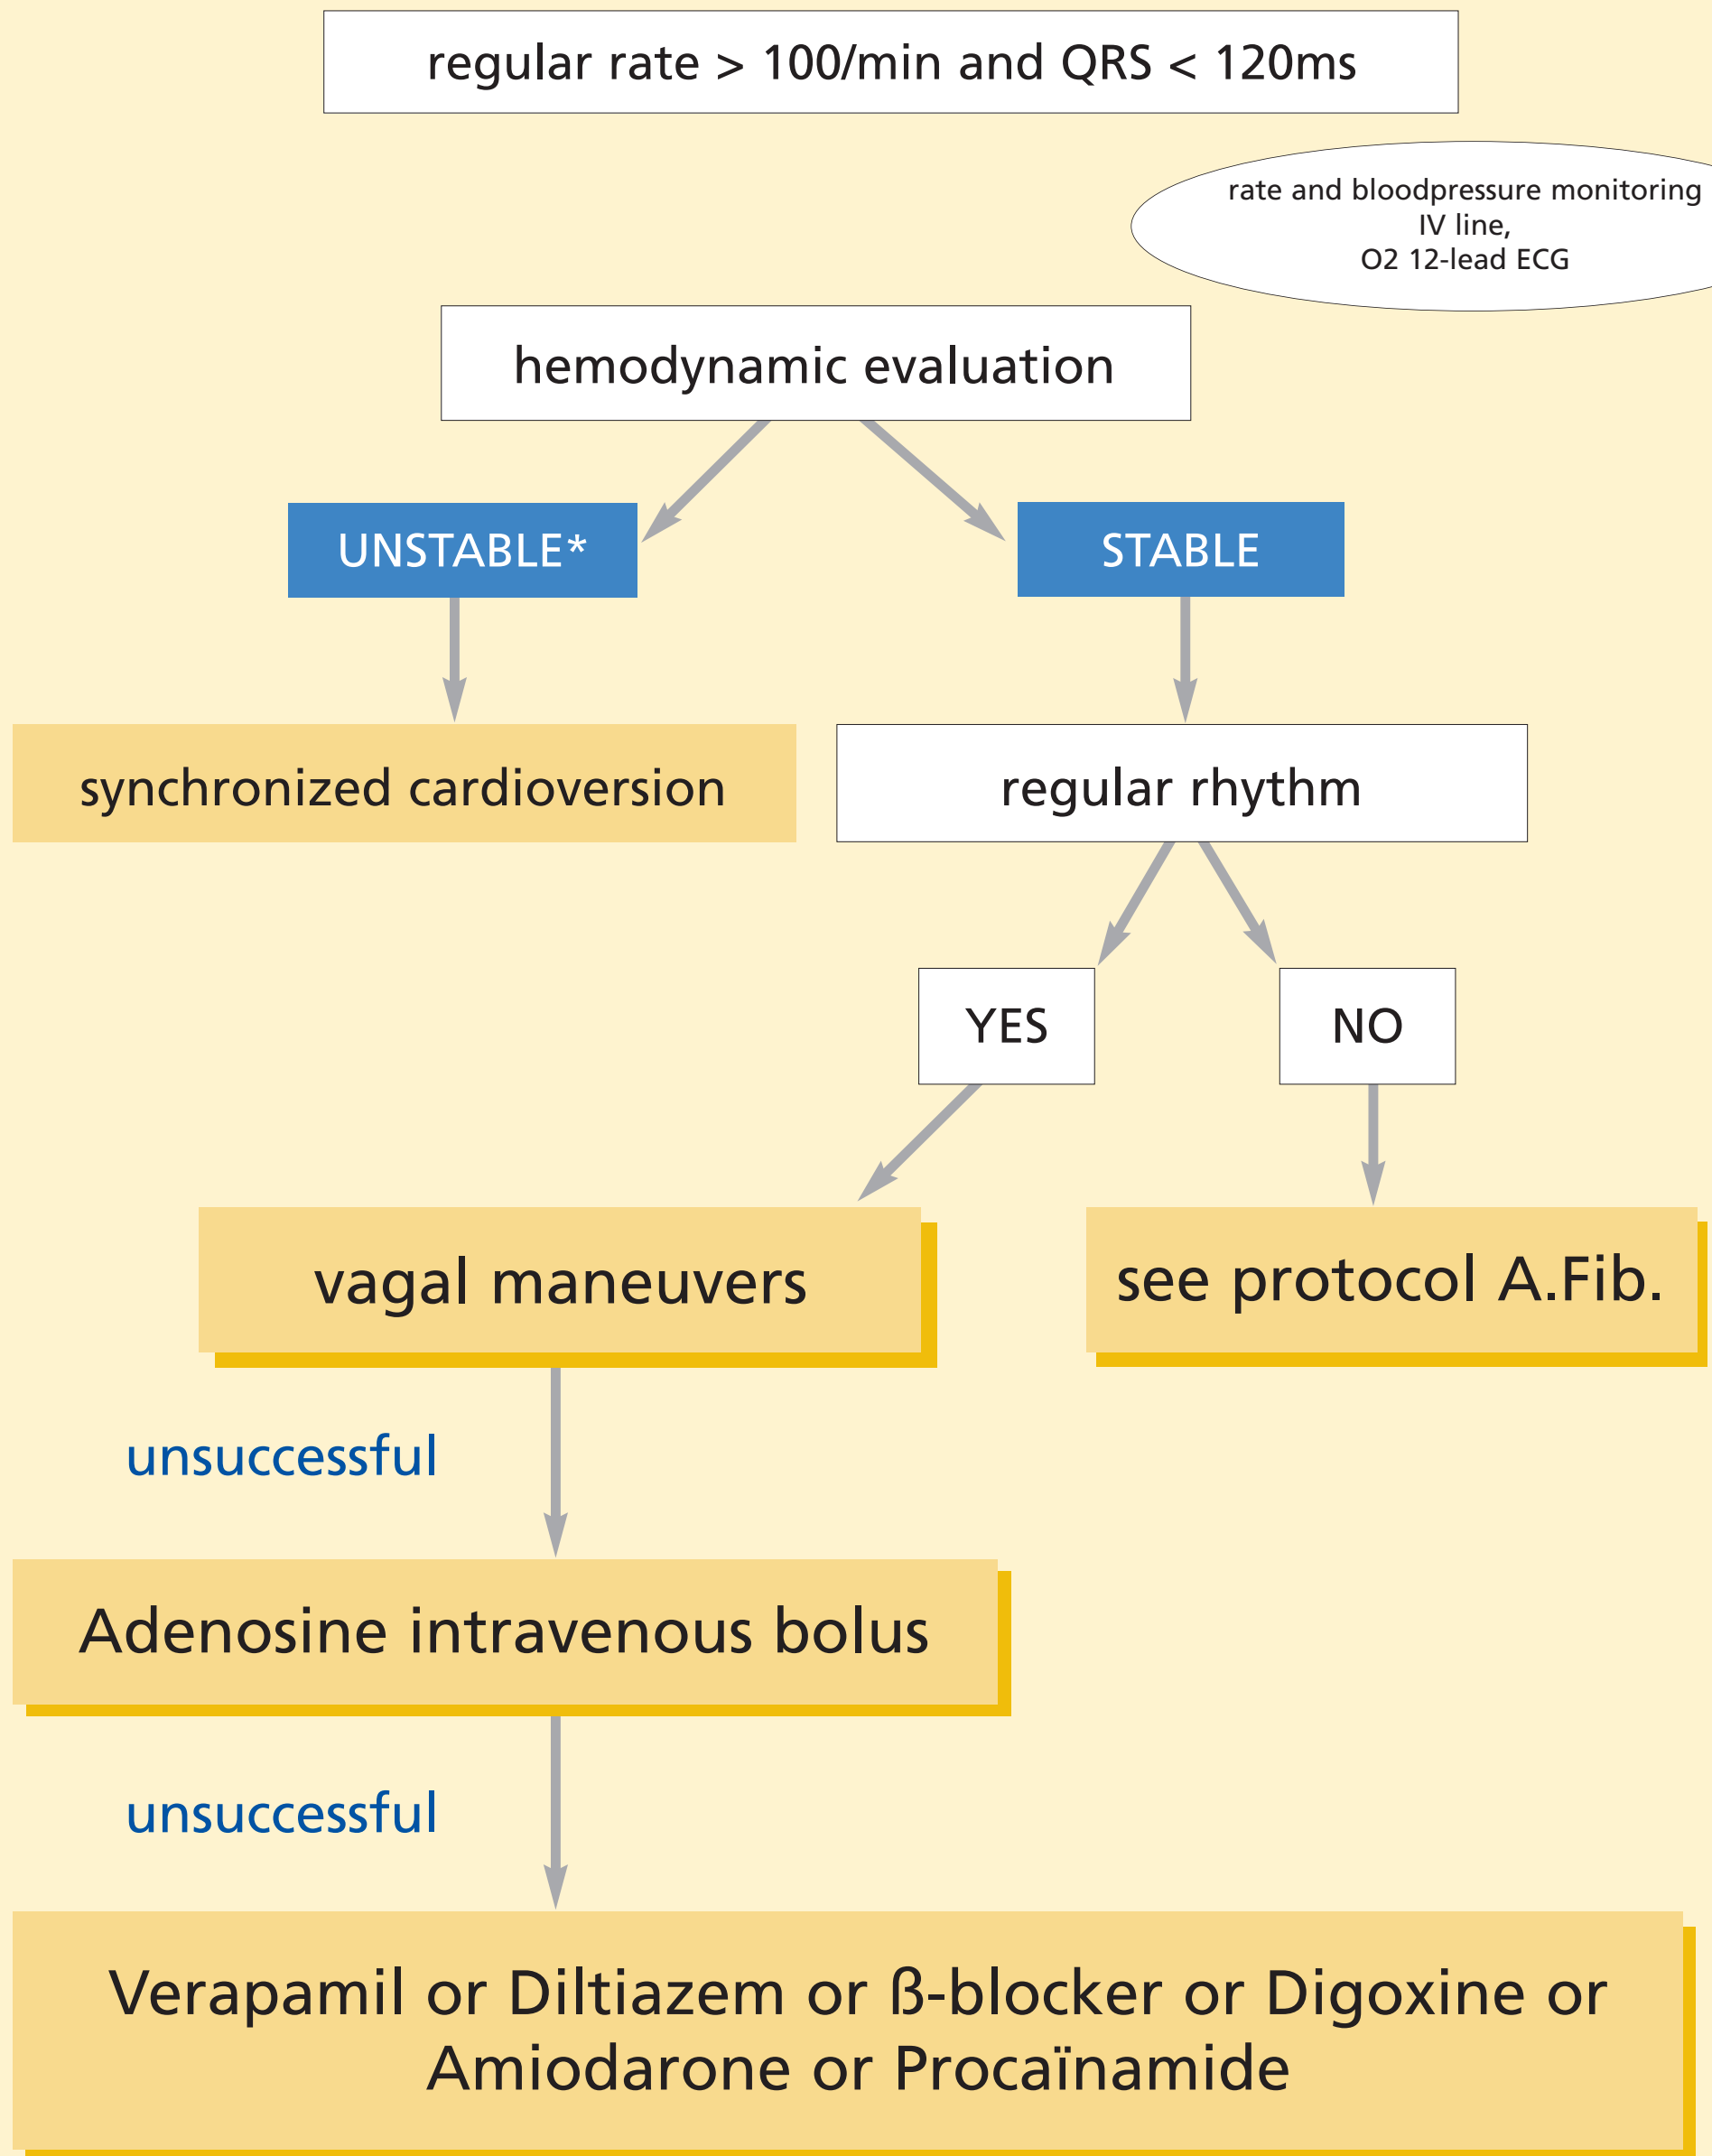 regular rate > 100/min and QRS < 120ms
rate and bloodpressure monitoring
IV line,
O2 12-lead ECG
hemodynamic evaluation
UNSTABLE*
STABLE
synchronized cardioversion
regular rhythm
YES
NO
vagal maneuvers
see protocol A.Fib.
unsuccessful
Adenosine intravenous bolus
unsuccessful
Verapamil or Diltiazem or ß-blocker or Digoxine or
Amiodarone or Procaïnamide